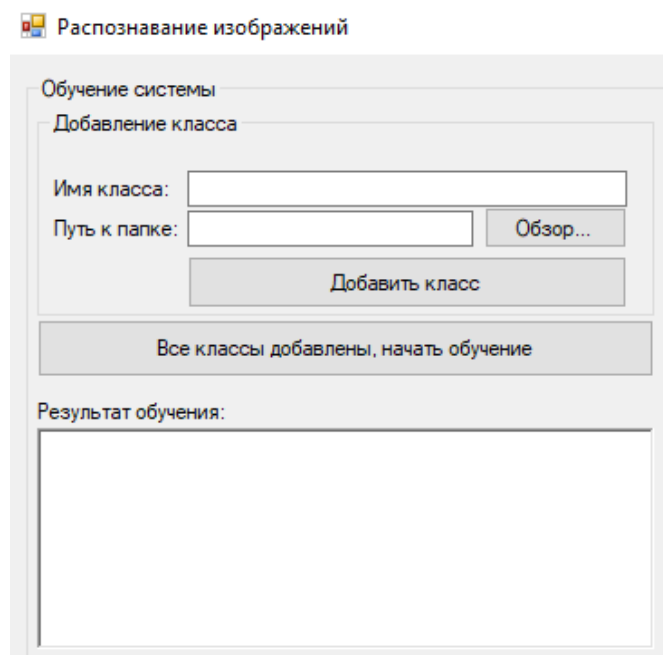 Распознавание изображений
Обучение системы
Добавление класса
Имя класса:
Путь к папке: Обзор...
Добавить класс
Все классы добавлены, начать обучение
Результат обучения: